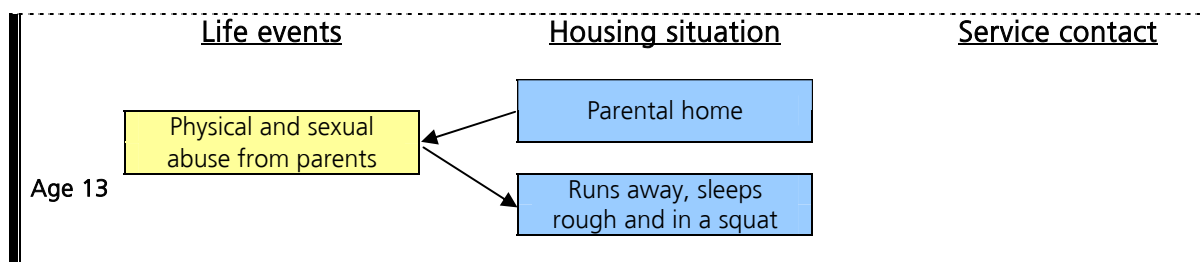 Life events
Housing situation
Service contact
Parental home
Physical and sexual
abuse from parents
Age 13
Runs away, sleeps
rough and in a squat